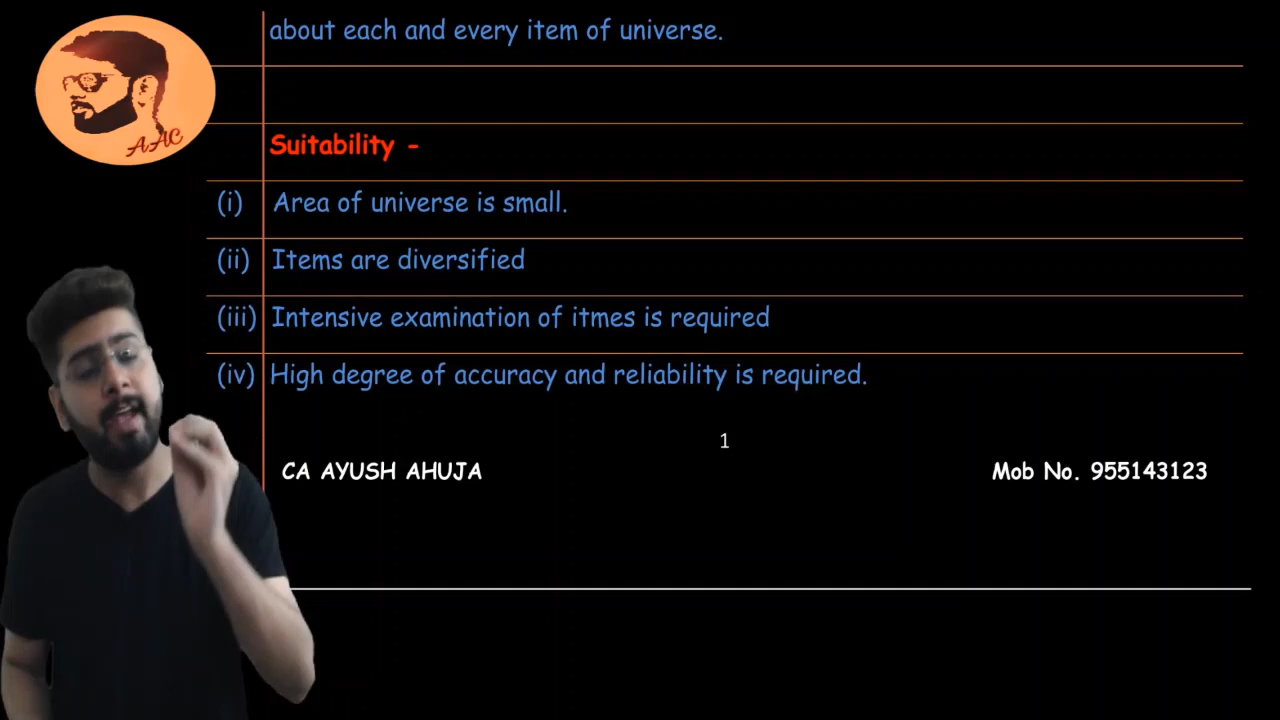 about each and every item of universe.
AAC
Suitability -
(i) Area of universe is small.
(ii) Items are diversified
(iii) Intensive examination of itmes is required
(iv) High degree of accuracy and reliability is required.
1
CA AYUSH AHUJA Mob No. 955143123